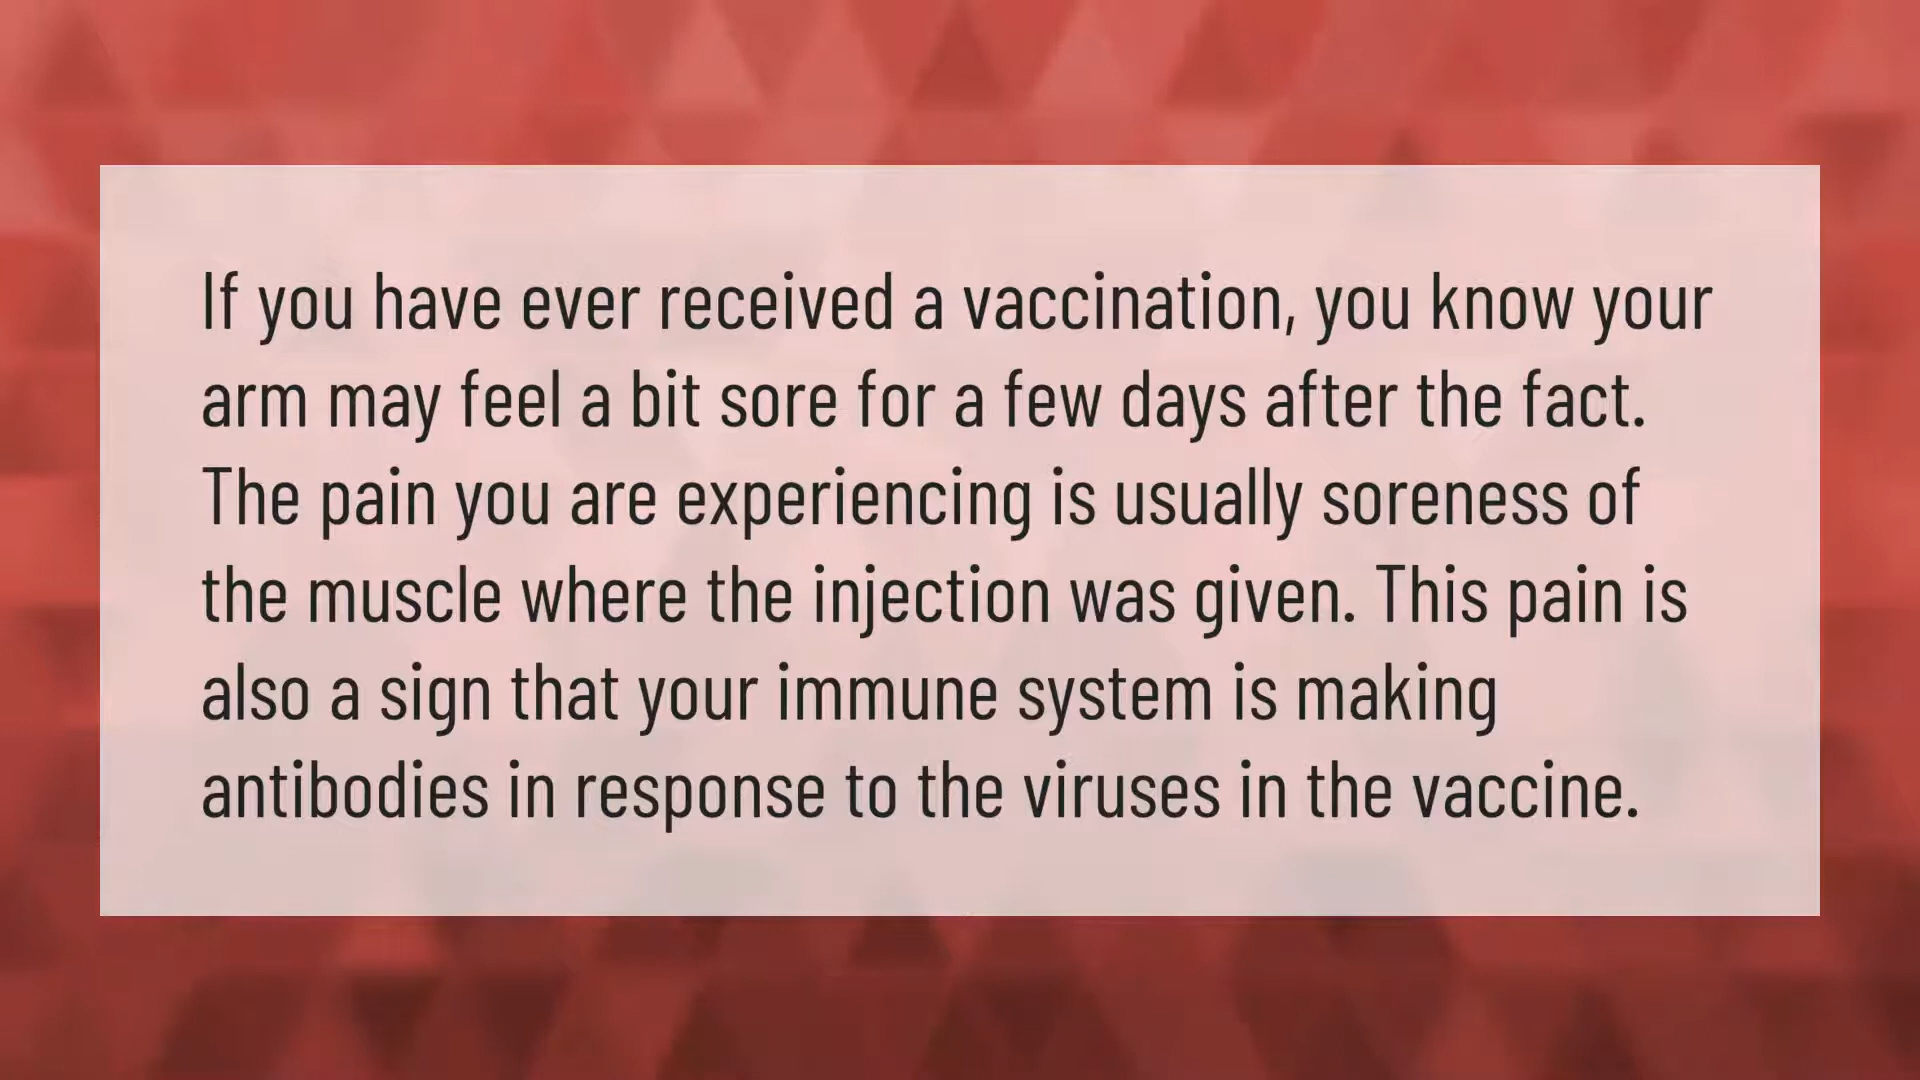 If you have ever received a vaccination, you know your
arm may feel a bit sore for a few days after the fact.
The pain you are experiencing is usually soreness of
the muscle where the injection was given. This pain is
also a sign that your immune system is making
antibodies in response to the viruses in the vaccine.